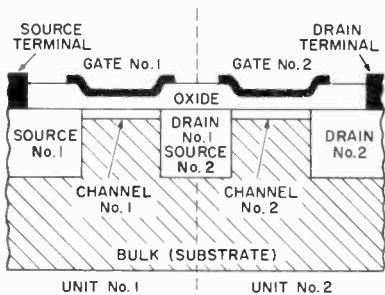 SOURCE
TERMINAL
DRAIN
TERMINAL
GATE No. 1
GATE No. 2
OXIDE
SOURCE
No. 1
DRAIN
No. 1
SOURCE
No. 2
DRAIN
No. 2
CHANNEL
No. 1
CHANNEL
No. 2
BULK (SUBSTRATE)
UNIT No. 1
UNIT No. 2